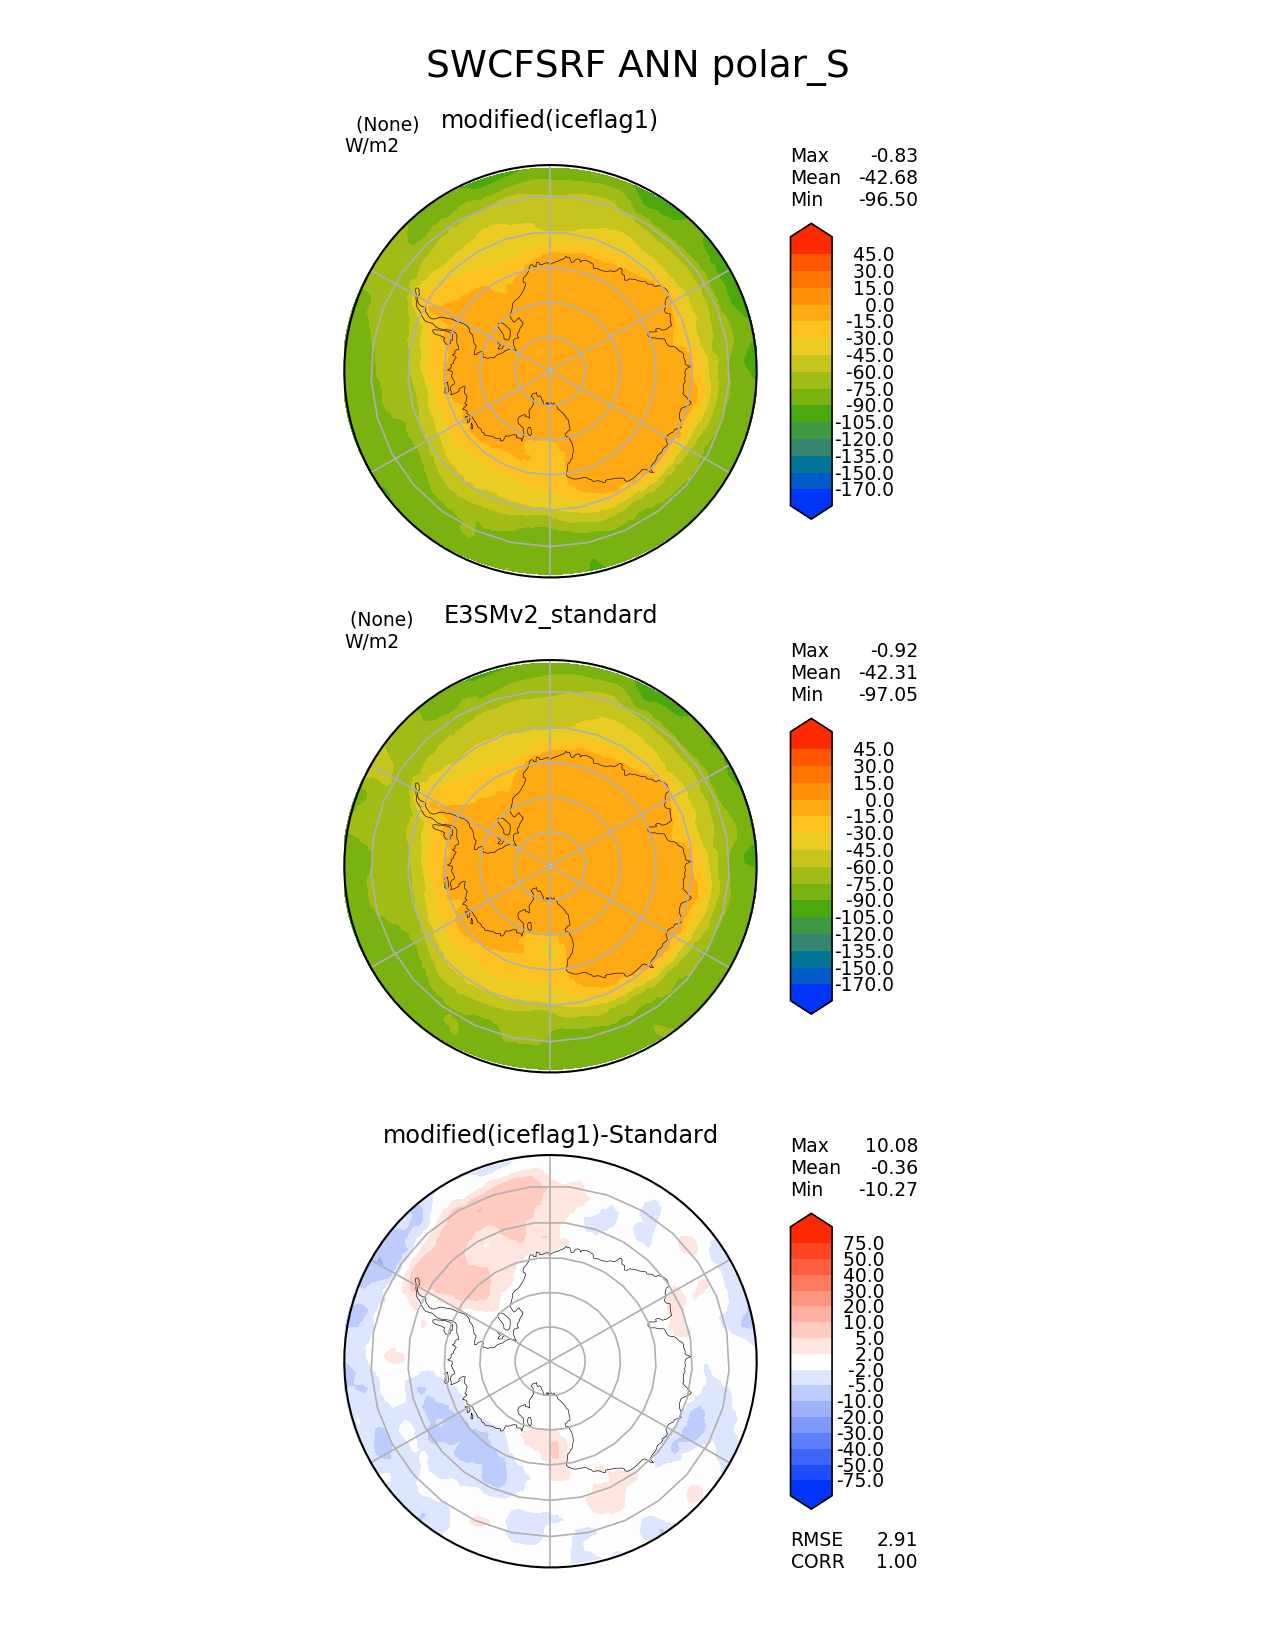 SWCFSRF ANN polar_S
(None)
modified(iceflag1)
W/m2
Max -0.83
Mean -42.68
Min -96.50
45.0
30.0
15.0
0.0
-15.0
-30.0
-45.0
-60.0
-75.0
-90.0
-105.0
-120.0
-135.0
-150.0
-170.0
(None)
E3SMv2_standard
W/m2
Max -0.92
Mean -42.31
Min -97.05
45.0
30.0
15.0
0.0
-15.0
-30.0
-45.0
-60.0
-75.0
-90.0
-105.0
-120.0
-135.0
-150.0
-170.0
modified(iceflag1)-Standard
Max 10.08
Mean -0.36
Min -10.27
75.0
50.0
40.0
30.0
20.0
10.0
5.0
2.0
-2.0
-5.0
-10.0
-20.0
-30.0
-40.0
-50.0
-75.0
RMSE 2.91
CORR 1.00